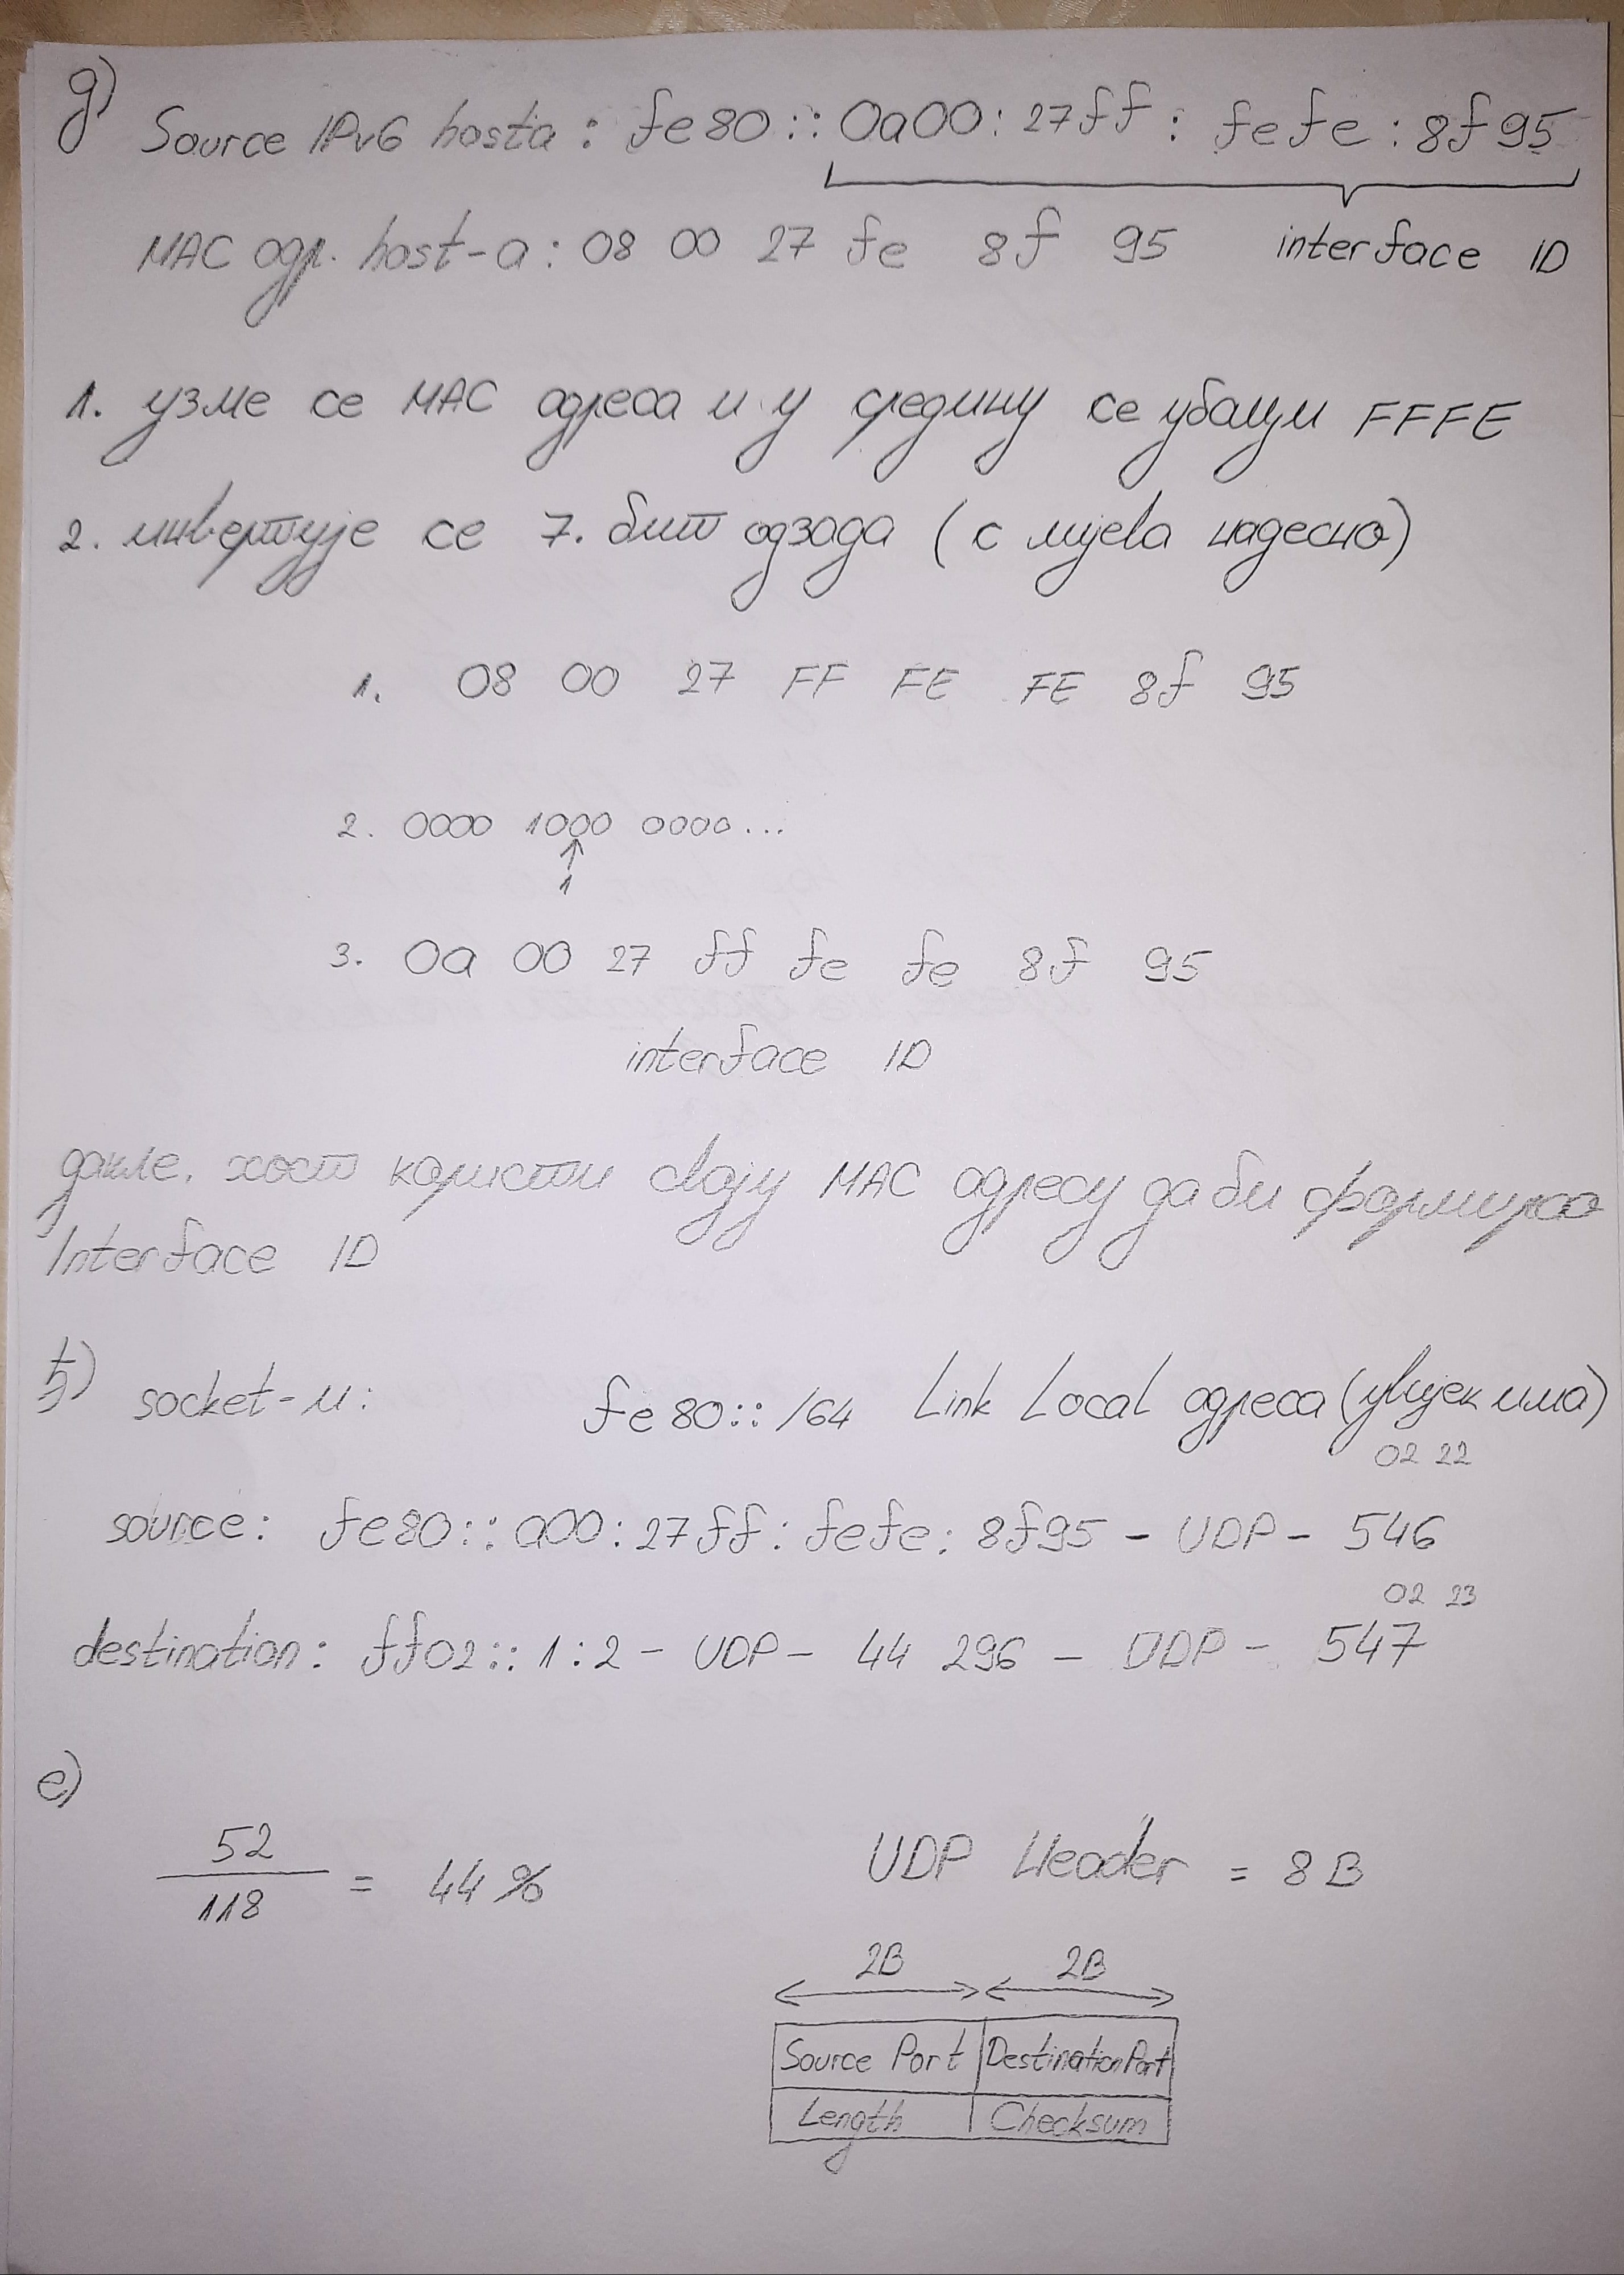 д) Source IPv6 hosta : fe80 :: 0a00 : 27ff : fefe : 8f95
MAC адр. host-a : 08 00 27 fe 8f 95 interface ID
1. узме се MAC адреса и у средину се убаци FFFE
2. инвертује се 7. бит одзада (с лијева надесно)
1. 08 00 27 FF FE FE 8f 95
2. 0000 1000 0000...
↑
1
3. 0a 00 27 ff fe fe 8f 95
interface ID
дакле, хост користи своју MAC адресу да би формирао
Interface ID
ђ) socket-и: fe80:: /64 Link Local адреса (увијек има)
02 22
source: fe80:: a00: 27ff: fefe: 8f95 - UDP - 546
02 23
destination: ff02:: 1:2 - UDP - 44 296 - UDP - 547
е)
52
118
= 44 %
UDP Header = 8 B
2B 2B
Source Port Destination Port
Length Checksum